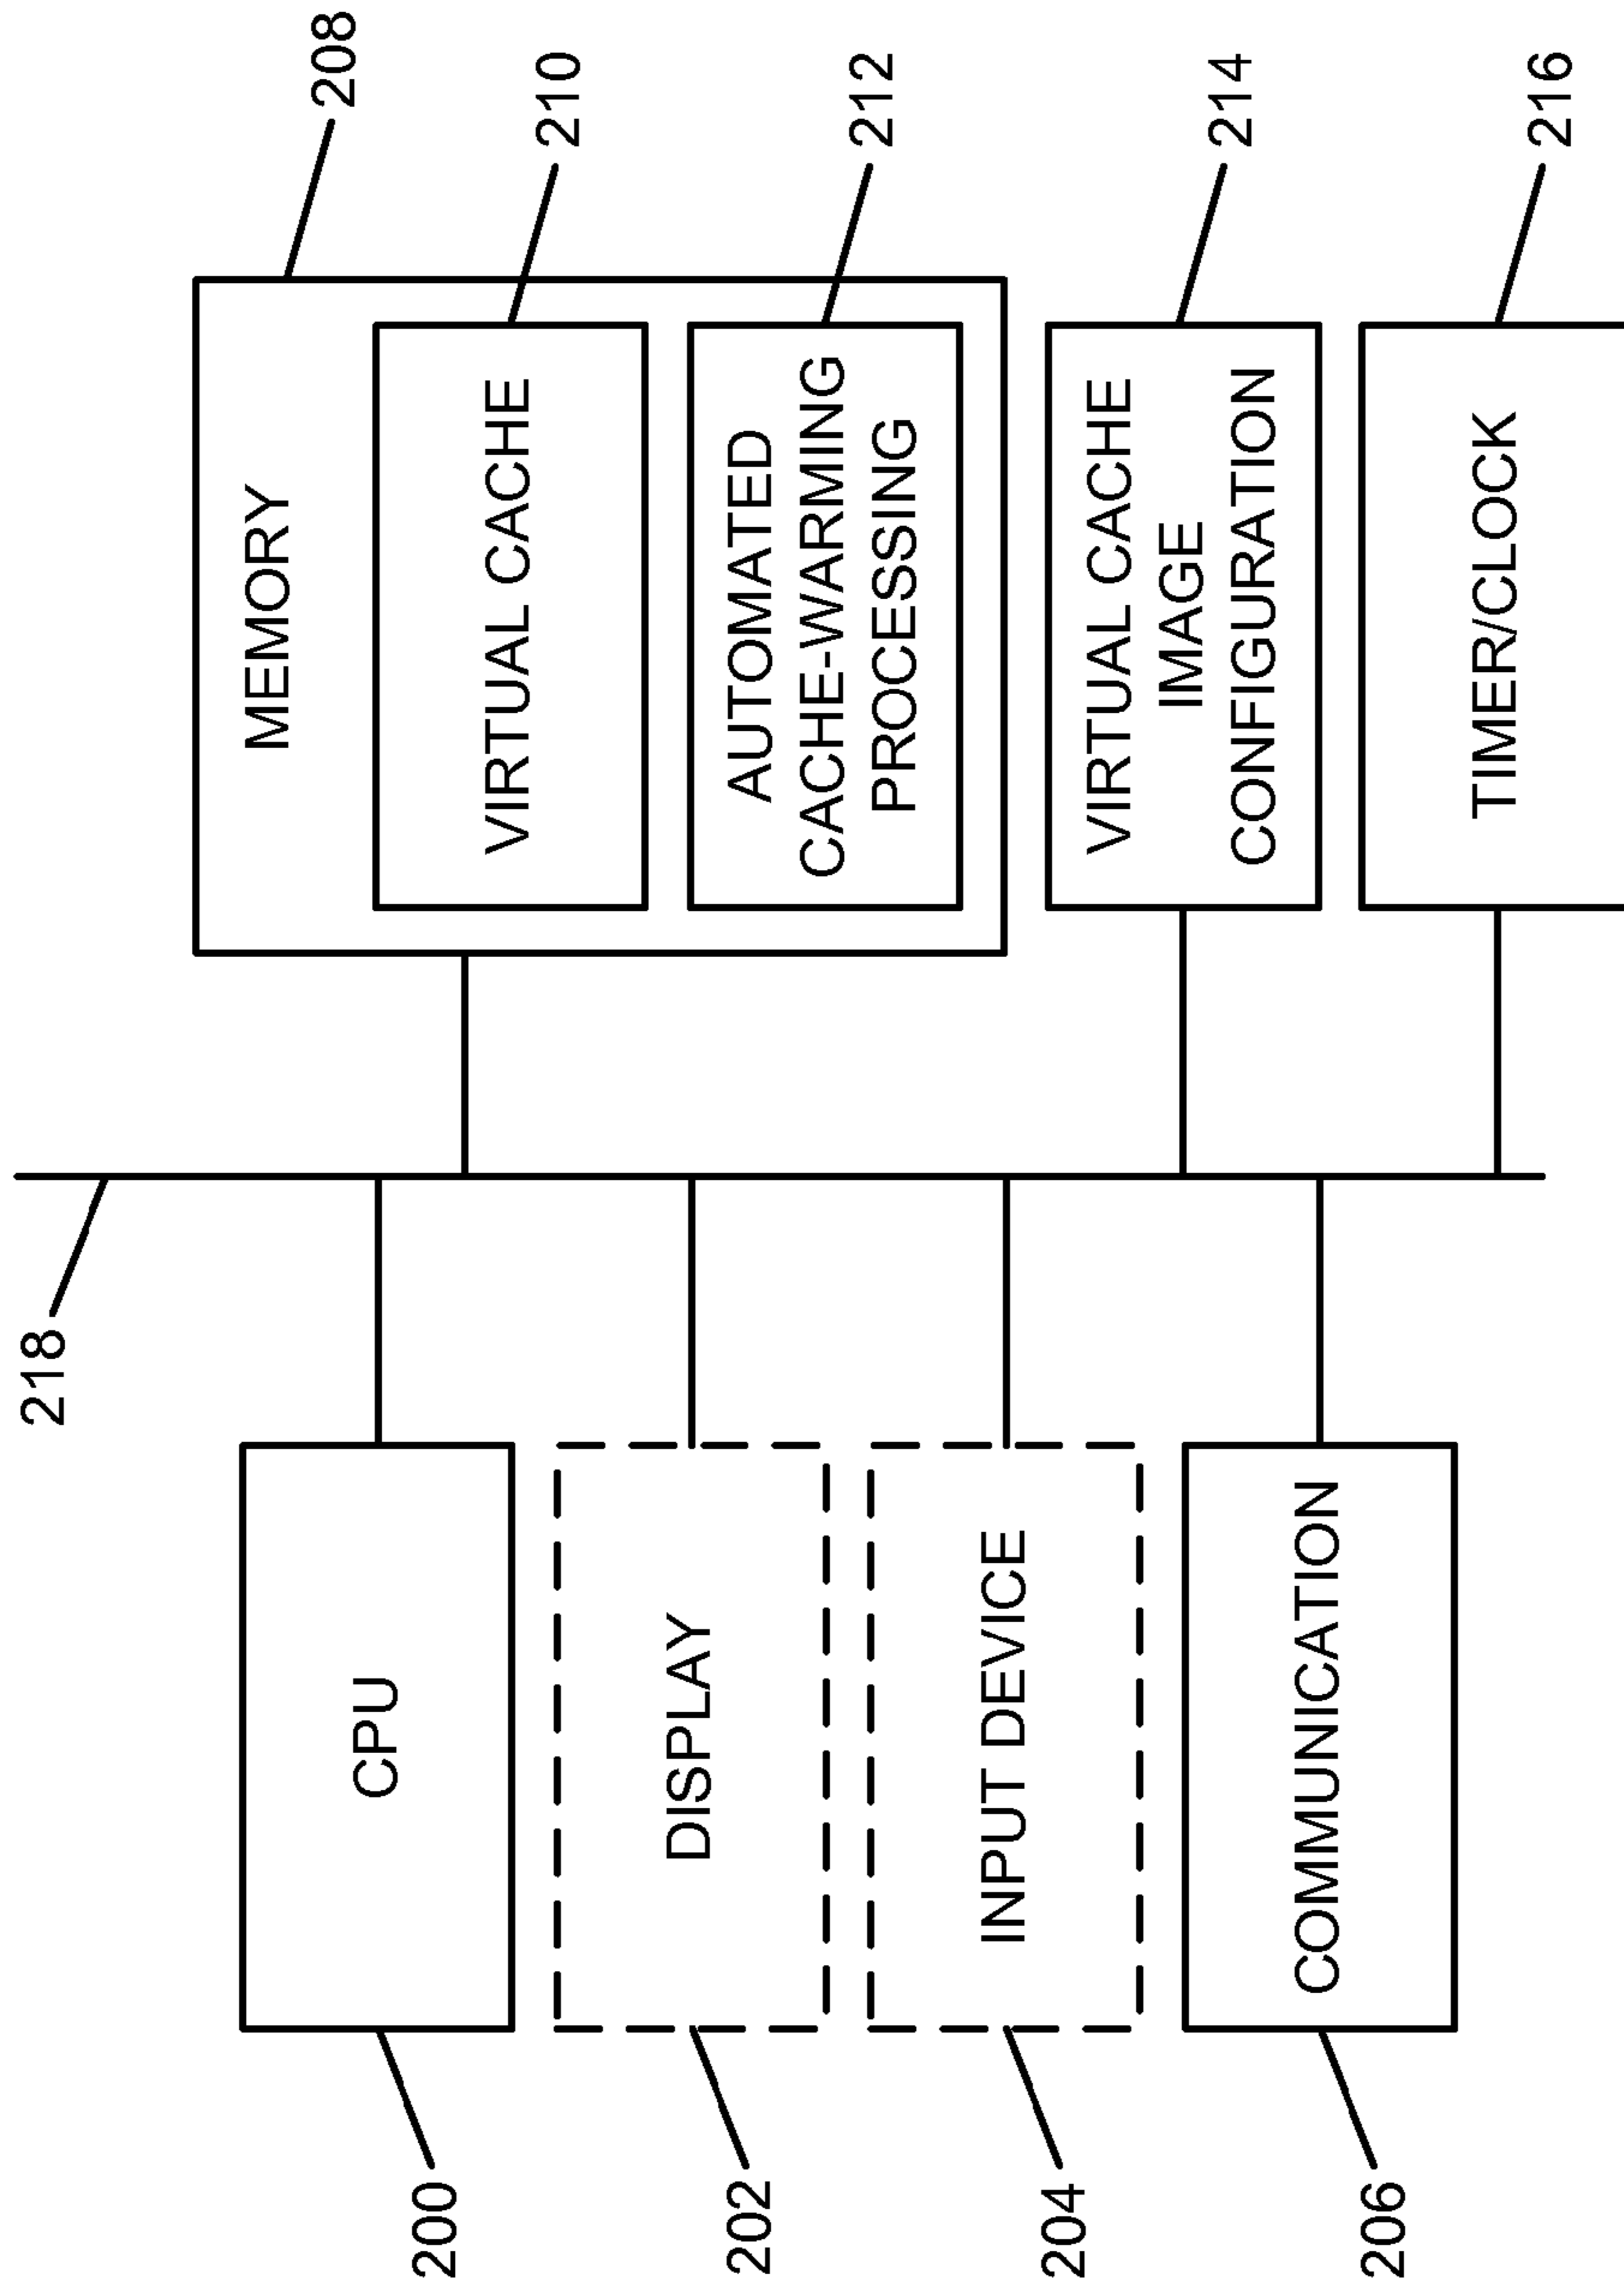 218
CPU
200
DISPLAY
202
INPUT DEVICE
204
COMMUNICATION
206
MEMORY
208
VIRTUAL CACHE
210
AUTOMATED
CACHE-WARMING
PROCESSING
212
VIRTUAL CACHE
IMAGE
CONFIGURATION
214
TIMER/CLOCK
216